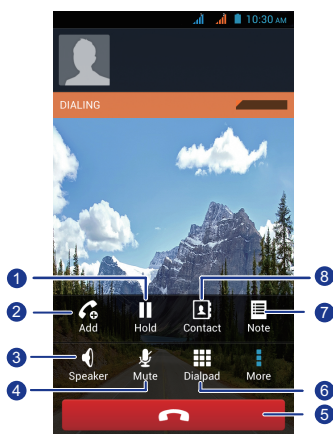 10:30 AM
DIALING
1
8
2
Add
Hold
Contact
Note
7
3
Speaker
Mute
Dialpad
More
4
6
5